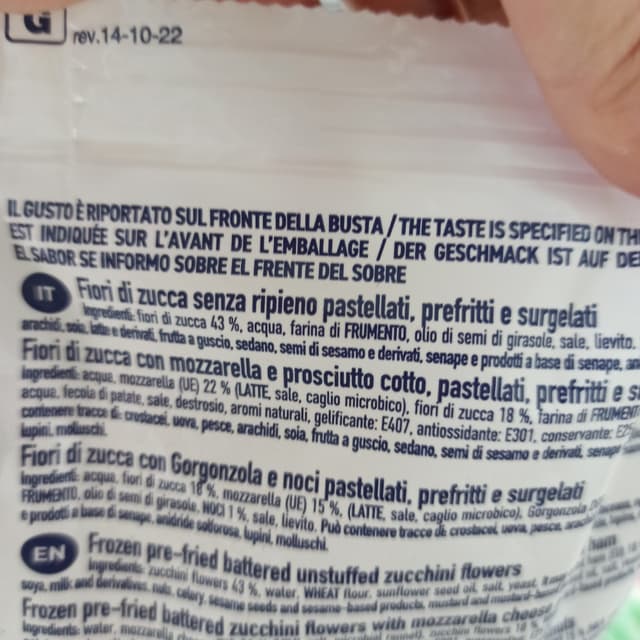 G
rev.14-10-22
IL GUSTO È RIPORTATO SUL FRONTE DELLA BUSTA / THE TASTE IS SPECIFIED ON TH
EST INDIQUÉE SUR L'AVANT DE L'EMBALLAGE / DER GESCHMACK IST AUF DE
EL SABOR SE INFORMO SOBRE EL FRENTE DEL SOBRE
IT Fiori di zucca senza ripieno pastellati, prefritti e surgelati
Ingredienti: fiori di zucca 43 %, acqua, farina di FRUMENTO, olio di semi di girasole, sale, lievito.
arachidi, soia, latte e derivati, frutta a guscio, sedano, semi di sesamo e derivati, senape e prodotti a base di senape, an
Fiori di zucca con mozzarella e prosciutto cotto, pastellati, prefritti e s
Ingredienti: acqua, mozzarella (UE) 22 % (LATTE, sale, caglio microbico), fiori di zucca 18 %, farina di FRUMEN
acqua, fecola di patate, sale, destrosio, aromi naturali, gelificante: E407, antiossidante: E301, conservante: E2
contenere tracce di: crostacei, uova, pesce, arachidi, soia, frutta a guscio, sedano, semi di sesamo e derivati, senap
lupini, molluschi.
Fiori di zucca con Gorgonzola e noci pastellati, prefritti e surgelati
Ingredienti: acqua, fiori di zucca 18 %, mozzarella (UE) 15 %, (LATTE, sale, caglio microbico), Gorgonzola
FRUMENTO, olio di semi di girasole, NOCI 1 %, sale, lievito. Può contenere tracce di: crostacei, uova, pesce,
e prodotti a base di senape, anidride solforosa, lupini, molluschi.
EN Frozen pre-fried battered unstuffed zucchini flowers
Ingredients: zucchini flowers 43 %, water, WHEAT flour, sunflower seed oil, salt, yeast.
soya, milk and derivatives, nuts, celery, sesame seeds and sesame-based products, mustard and mustard-
Frozen pre-fried battered zucchini flowers with mozzarella cheese
Ingredients: water, mozzarella